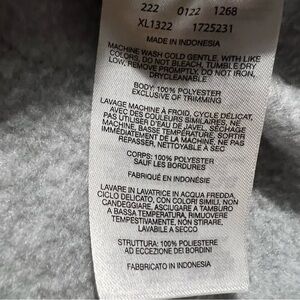 222 0122 1268
XL1322 1725231
MADE IN INDONESIA
MACHINE WASH COLD GENTLE, WITH LIKE
COLORS, DO NOT BLEACH, TUMBLE DRY
LOW, REMOVE PROMPTLY, DO NOT IRON,
DRYCLEANABLE
BODY: 100% POLYESTER
EXCLUSIVE OF TRIMMING
LAVAGE MACHINE À FROID, CYCLE DÉLICAT,
AVEC DES COULEURS SIMILAIRES, NE
PAS UTILISER D'EAU DE JAVEL, SÉCHAGE
MACHINE, BASSE TEMPÉRATURE, SORTIR
IMMÉDIATEMENT DE LA MACHINE, NE PAS
REPASSER, NETTOYABLE À SEC
CORPS: 100% POLYESTER
SAUF LES BORDURES
FABRIQUÉ EN INDONÉSIE
LAVARE IN LAVATRICE IN ACQUA FREDDA,
CICLO DELICATO, CON COLORI SIMILI, NON
CANDEGGIARE, ASCIUGARE A TAMBURO
A BASSA TEMPERATURA, RIMUOVERE
TEMPESTIVAMENTE, NON STIRARE,
LAVABILE A SECCO
STRUTTURA: 100% POLIESTERE
AD ECCEZIONE DEI BORDINI
FABBRICATO IN INDONESIA